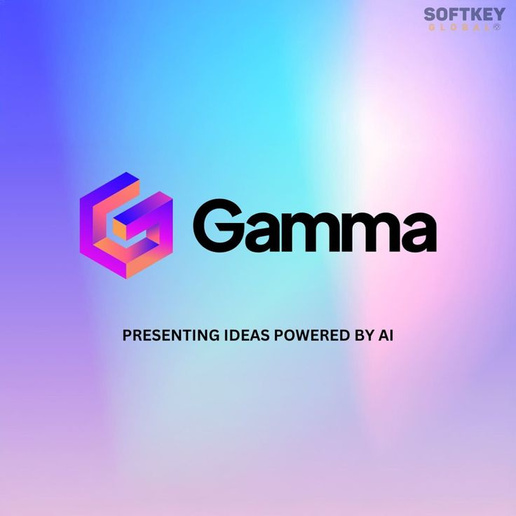 SOFTKEY
GLOBAL
Gamma
PRESENTING IDEAS POWERED BY AI